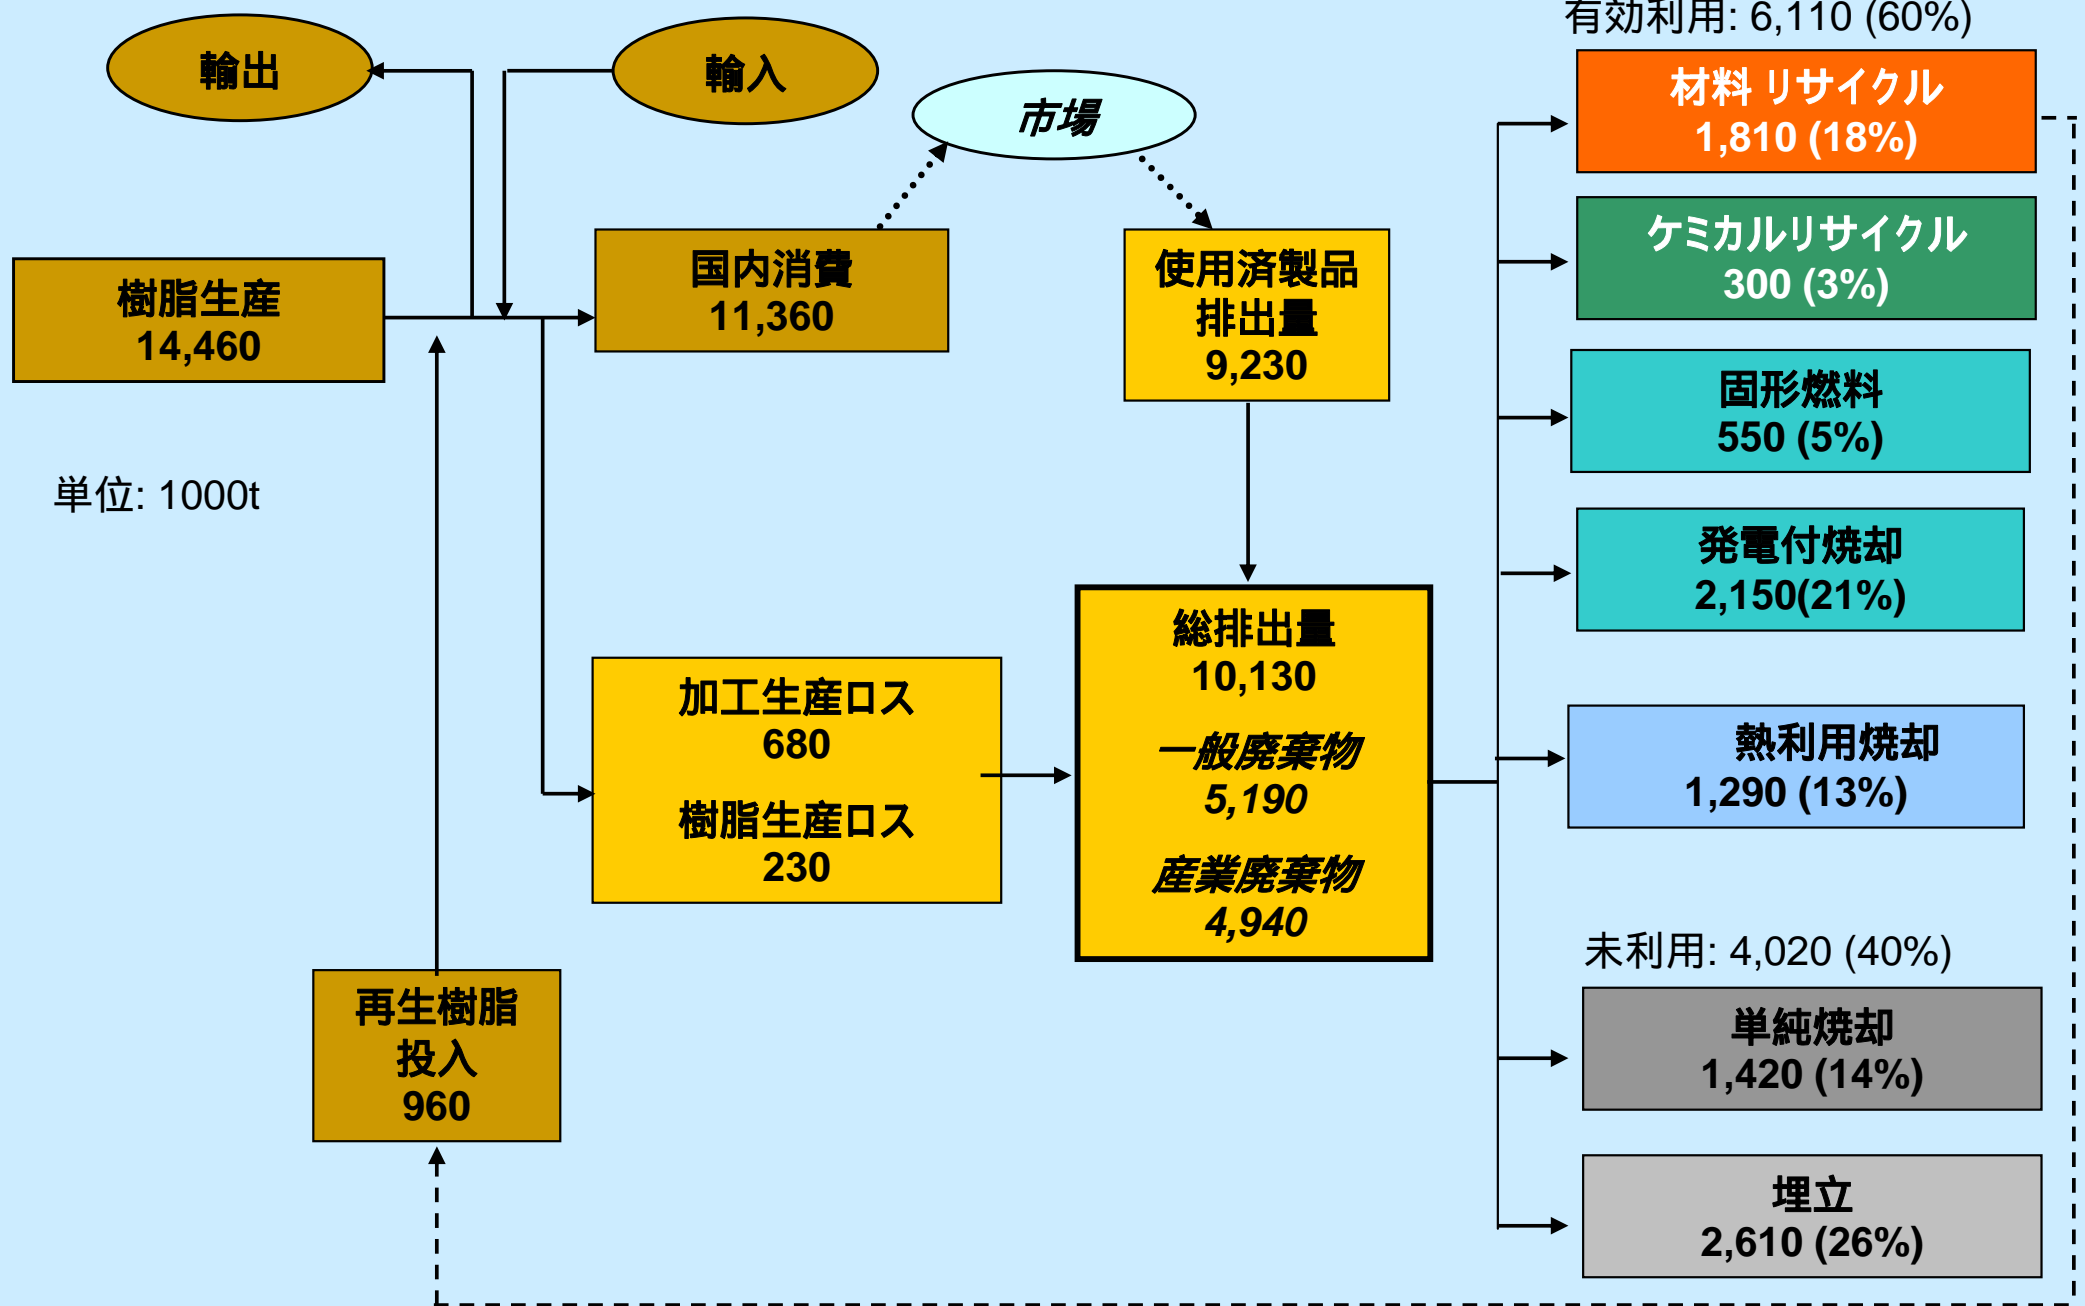 輸出
輸入
市場
樹脂生産
14,460
国内消費
11,360
使用済製品
排出量
9,230
単位: 1000t
加工生産ロス
680
樹脂生産ロス
230
総排出量
10,130
一般廃棄物
5,190
産業廃棄物
4,940
再生樹脂
投入
960
有効利用: 6,110 (60%)
材料 リサイクル
1,810 (18%)
ケミカルリサイクル
300 (3%)
固形燃料
550 (5%)
発電付焼却
2,150(21%)
熱利用焼却
1,290 (13%)
未利用: 4,020 (40%)
単純焼却
1,420 (14%)
埋立
2,610 (26%)